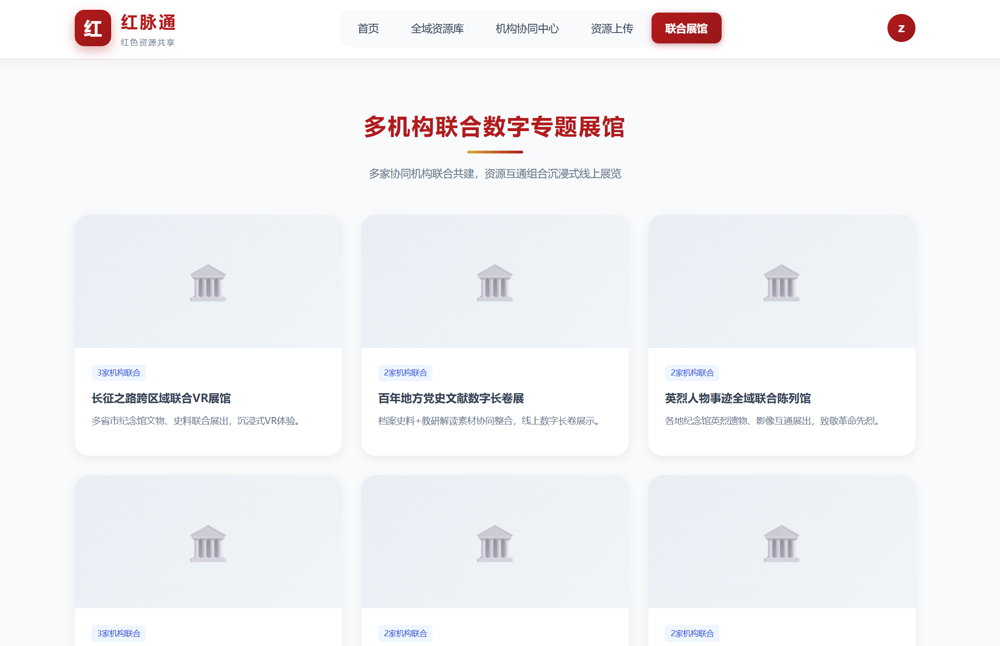 红
红脉通
红色资源共享
首页
全域资源库
机构协同中心
资源上传
联合展馆
z
多机构联合数字专题展馆
多家协同机构联合共建，资源互通组合沉浸式线上展览
3家机构联合
长征之路跨区域联合VR展馆
多省市纪念馆文物、史料联合展出，沉浸式VR体验。
2家机构联合
百年地方党史文献数字长卷展
档案史料+教研解读素材协同整合，线上数字长卷展示。
2家机构联合
英烈人物事迹全域联合陈列馆
各地纪念馆英烈遗物、影像互通展出，致敬革命先烈。
3家机构联合
2家机构联合
2家机构联合